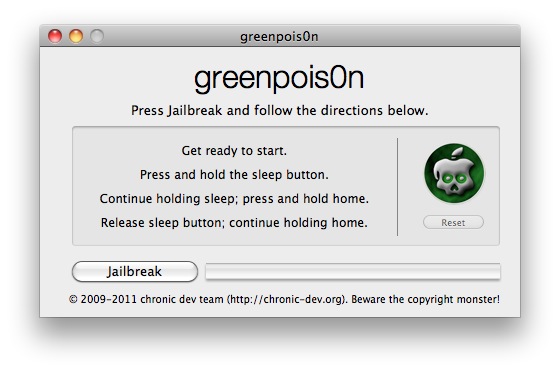 greenpois0n
greenpois0n
Press Jailbreak and follow the directions below.
Get ready to start.
Press and hold the sleep button.
Continue holding sleep; press and hold home.
Release sleep button; continue holding home.
Reset
Jailbreak
© 2009-2011 chronic dev team (http://chronic-dev.org). Beware the copyright monster!